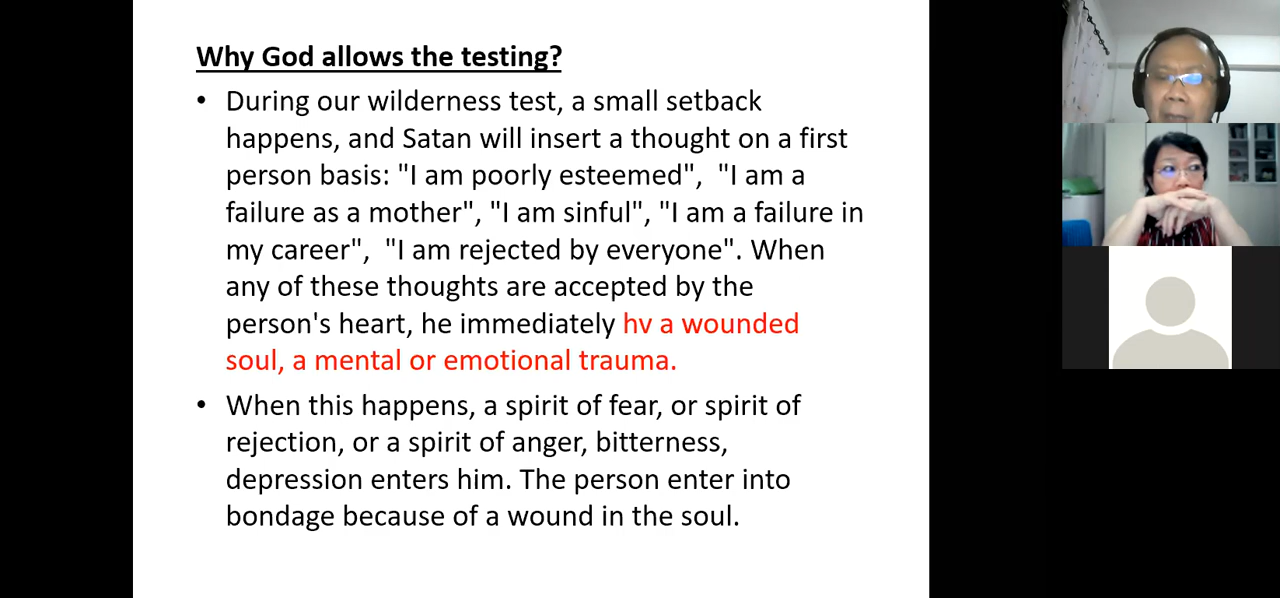 Why God allows the testing?
• During our wilderness test, a small setback
happens, and Satan will insert a thought on a first
person basis: "I am poorly esteemed",  "I am a
failure as a mother", "I am sinful", "I am a failure in
my career",  "I am rejected by everyone". When
any of these thoughts are accepted by the
person's heart, he immediately hv a wounded
soul, a mental or emotional trauma.
• When this happens, a spirit of fear, or spirit of
rejection, or a spirit of anger, bitterness,
depression enters him. The person enter into
bondage because of a wound in the soul.